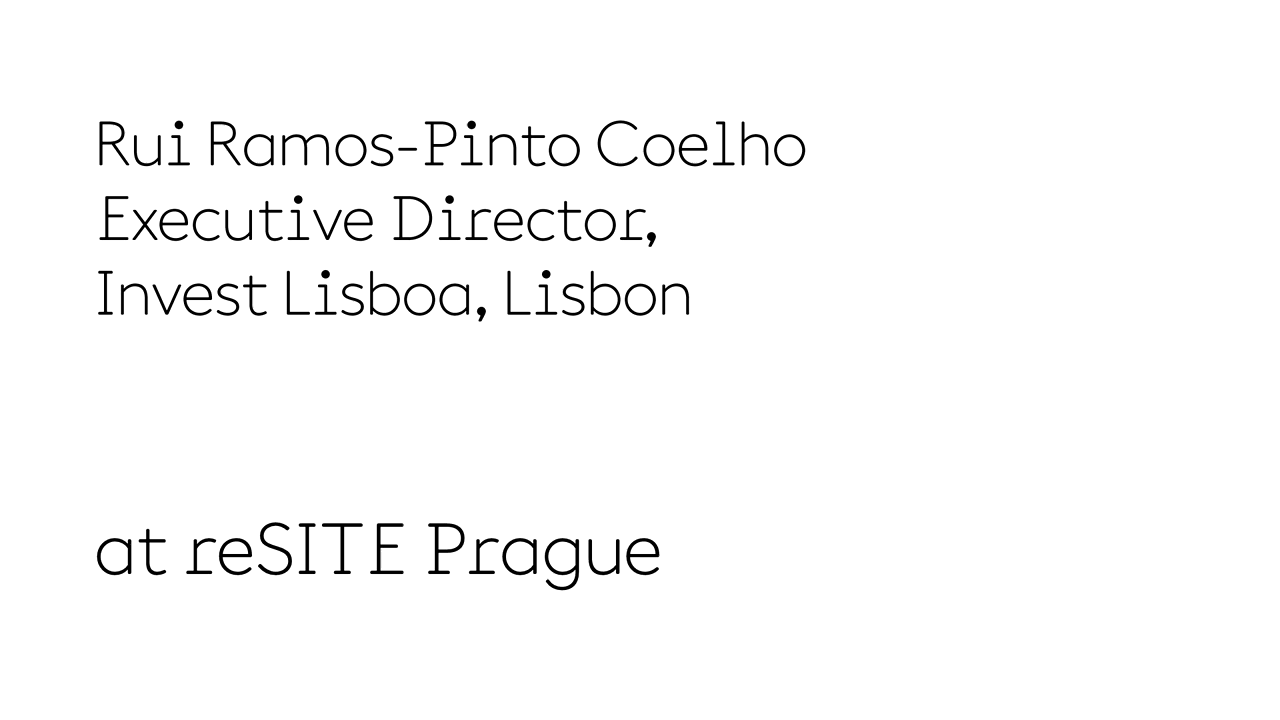 Rui Ramos-Pinto Coelho
Executive Director,
Invest Lisboa, Lisbon
at reSITE Prague